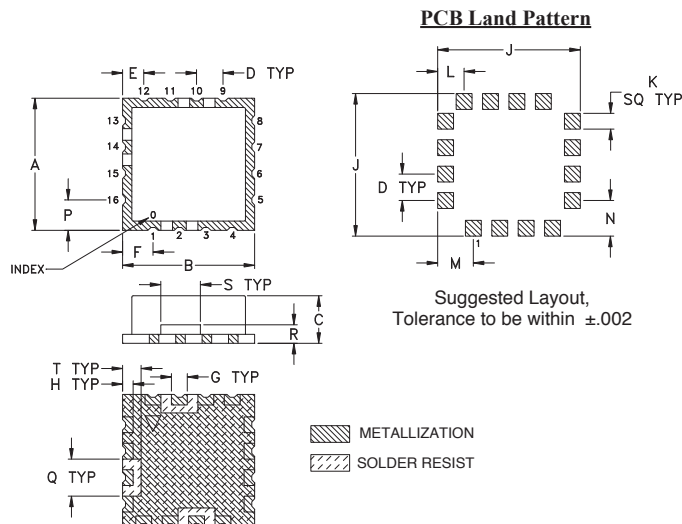 PCB Land Pattern
E
D TYP
12 11 10 9
13
14
15
16
8
7
6
5
A
P
0
1 2 3 4
INDEX
F
B
J
L
K
SQ TYP
J
D TYP
N
1
M
Suggested Layout,
Tolerance to be within ±.002
S TYP
C
R
T TYP
H TYP
G TYP
Q TYP
METALLIZATION
SOLDER RESIST